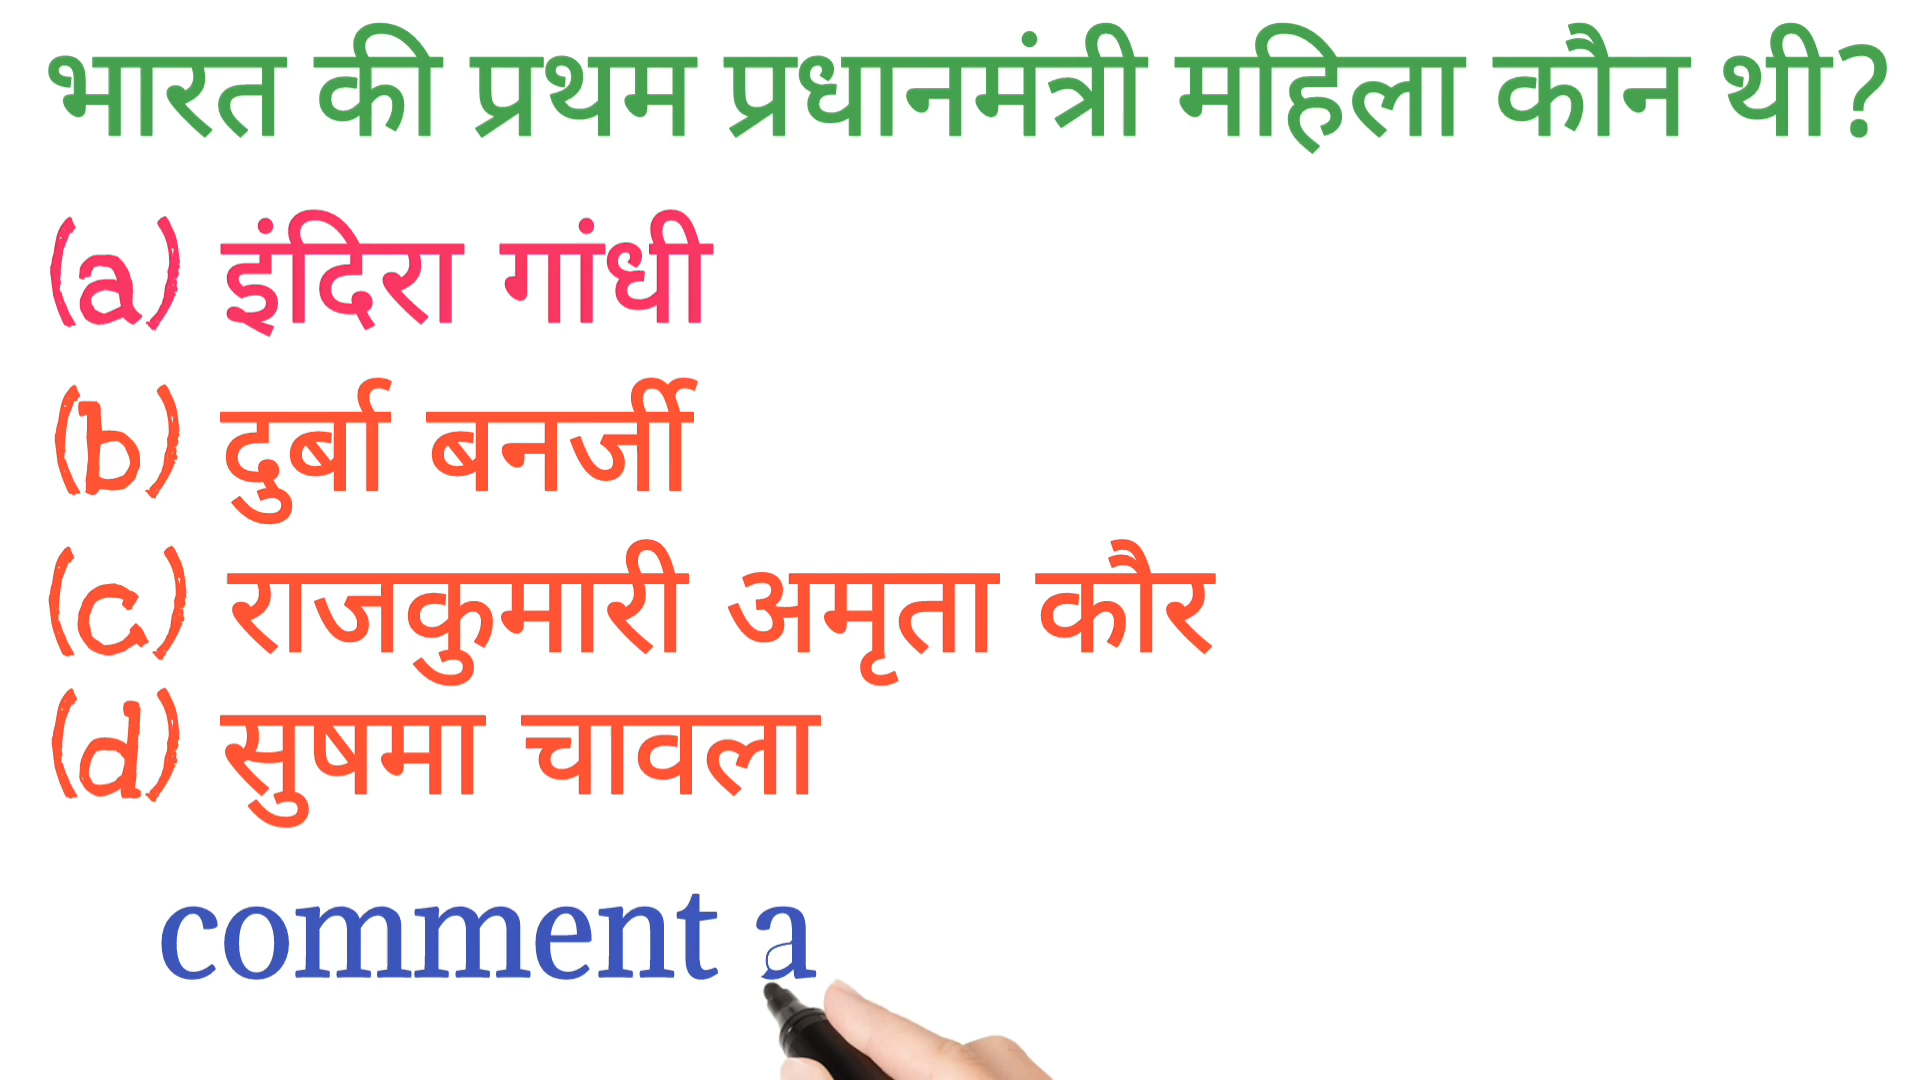 भारत की प्रथम प्रधानमंत्री महिला कौन थी?
(a) इंदिरा गांधी
(b) दुर्बा बनर्जी
(c) राजकुमारी अमृता कौर
(d) सुषमा चावला
comment a